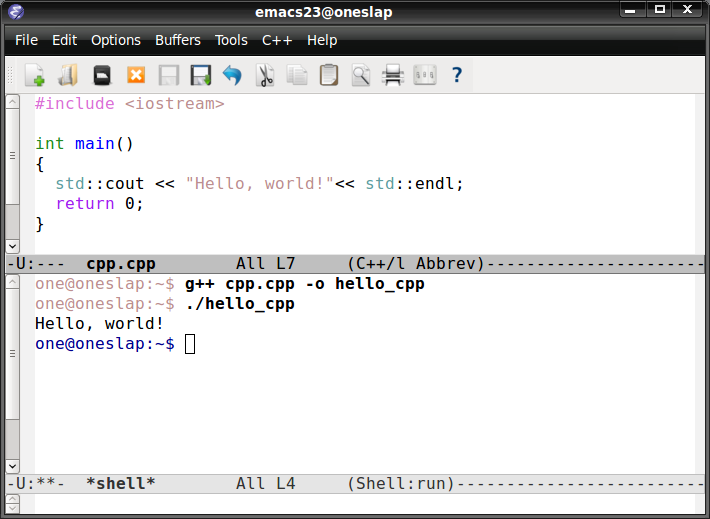 emacs23@oneslap
File Edit Options Buffers Tools C++ Help
?
#include <iostream>
int main()
{
  std::cout << "Hello, world!"<< std::endl;
  return 0;
}
-U:---  cpp.cpp        All L7     (C++/l Abbrev)----------------------
one@oneslap:~$ g++ cpp.cpp -o hello_cpp
one@oneslap:~$ ./hello_cpp
Hello, world!
one@oneslap:~$
-U:**-  *shell*        All L4     (Shell:run)-------------------------